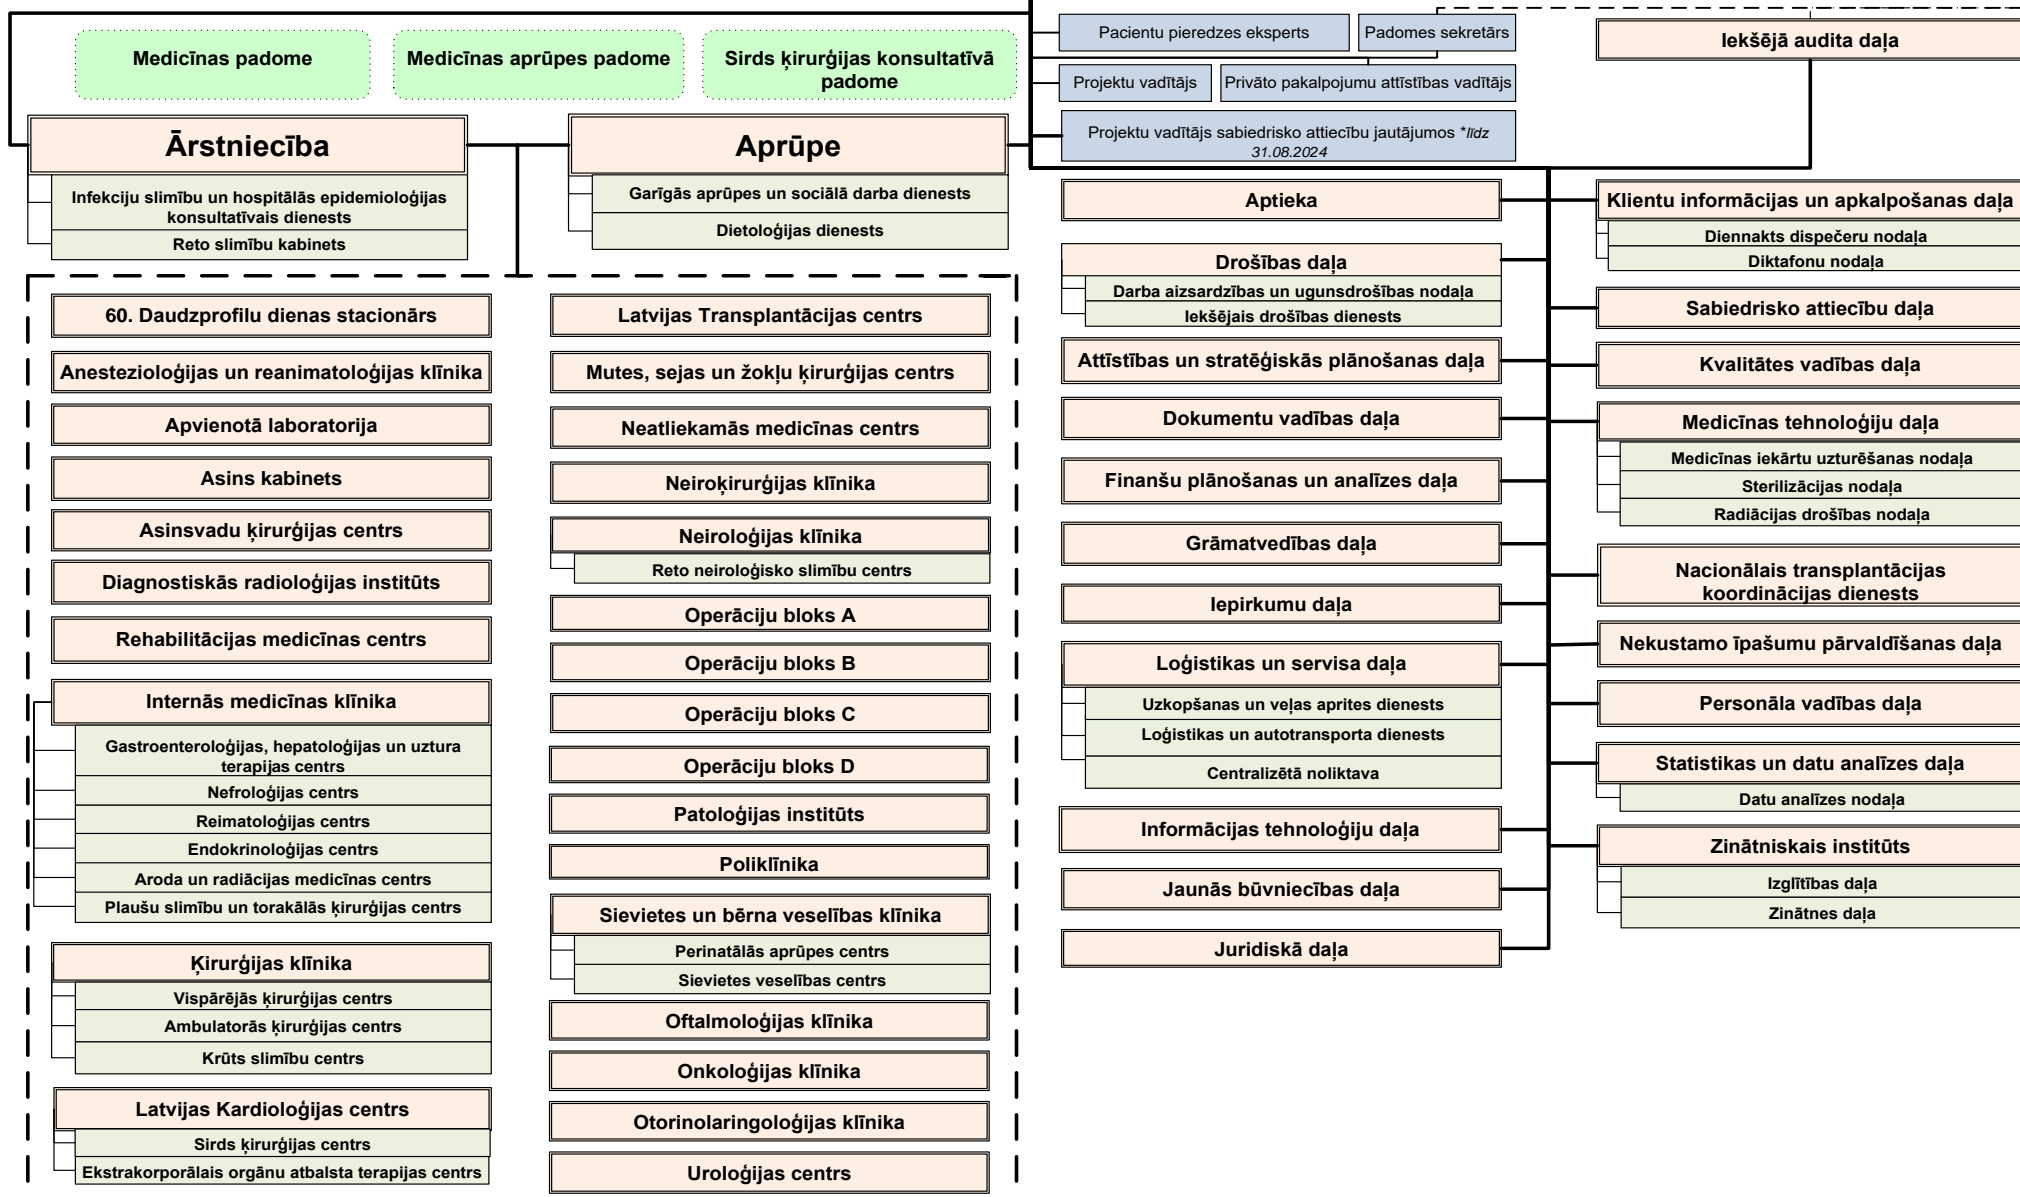 Medicīnas padome
Medicīnas aprūpes padome
Sirds ķirurģijas konsultatīvā
padome
Pacientu pieredzes eksperts
Padomes sekretārs
Projektu vadītājs
Privāto pakalpojumu attīstības vadītājs
Projektu vadītājs sabiedrisko attiecību jautājumos *līdz
31.08.2024
Iekšējā audita daļa
Ārstniecība
Infekciju slimību un hospitālās epidemioloģijas
konsultatīvais dienests
Reto slimību kabinets
Aprūpe
Garīgās aprūpes un sociālā darba dienests
Dietoloģijas dienests
60. Daudzprofilu dienas stacionārs
Anestezioloģijas un reanimatoloģijas klīnika
Apvienotā laboratorija
Asins kabinets
Asinsvadu ķirurģijas centrs
Diagnostiskās radioloģijas institūts
Rehabilitācijas medicīnas centrs
Internās medicīnas klīnika
Gastroenteroloģijas, hepatoloģijas un uztura
terapijas centrs
Nefroloģijas centrs
Reimatoloģijas centrs
Endokrinoloģijas centrs
Aroda un radiācijas medicīnas centrs
Plaušu slimību un torakālās ķirurģijas centrs
Ķirurģijas klīnika
Vispārējās ķirurģijas centrs
Ambulatorās ķirurģijas centrs
Krūts slimību centrs
Latvijas Kardioloģijas centrs
Sirds ķirurģijas centrs
Ekstrakorporālais orgānu atbalsta terapijas centrs
Latvijas Transplantācijas centrs
Mutes, sejas un žokļu ķirurģijas centrs
Neatliekamās medicīnas centrs
Neiroķirurģijas klīnika
Neiroloģijas klīnika
Reto neiroloģisko slimību centrs
Operāciju bloks A
Operāciju bloks B
Operāciju bloks C
Operāciju bloks D
Patoloģijas institūts
Poliklīnika
Sievietes un bērna veselības klīnika
Perinatālās aprūpes centrs
Sievietes veselības centrs
Oftalmoloģijas klīnika
Onkoloģijas klīnika
Otorinolaringoloģijas klīnika
Uroloģijas centrs
Aptieka
Drošības daļa
Darba aizsardzības un ugunsdrošības nodaļa
Iekšējais drošības dienests
Attīstības un stratēģiskās plānošanas daļa
Dokumentu vadības daļa
Finanšu plānošanas un analīzes daļa
Grāmatvedības daļa
Iepirkumu daļa
Loģistikas un servisa daļa
Uzkopšanas un veļas aprites dienests
Loģistikas un autotransporta dienests
Centralizētā noliktava
Informācijas tehnoloģiju daļa
Jaunās būvniecības daļa
Juridiskā daļa
Klientu informācijas un apkalpošanas daļa
Diennakts dispečeru nodaļa
Diktafonu nodaļa
Sabiedrisko attiecību daļa
Kvalitātes vadības daļa
Medicīnas tehnoloģiju daļa
Medicīnas iekārtu uzturēšanas nodaļa
Sterilizācijas nodaļa
Radiācijas drošības nodaļa
Nacionālais transplantācijas
koordinācijas dienests
Nekustamo īpašumu pārvaldīšanas daļa
Personāla vadības daļa
Statistikas un datu analīzes daļa
Datu analīzes nodaļa
Zinātniskais institūts
Izglītības daļa
Zinātnes daļa